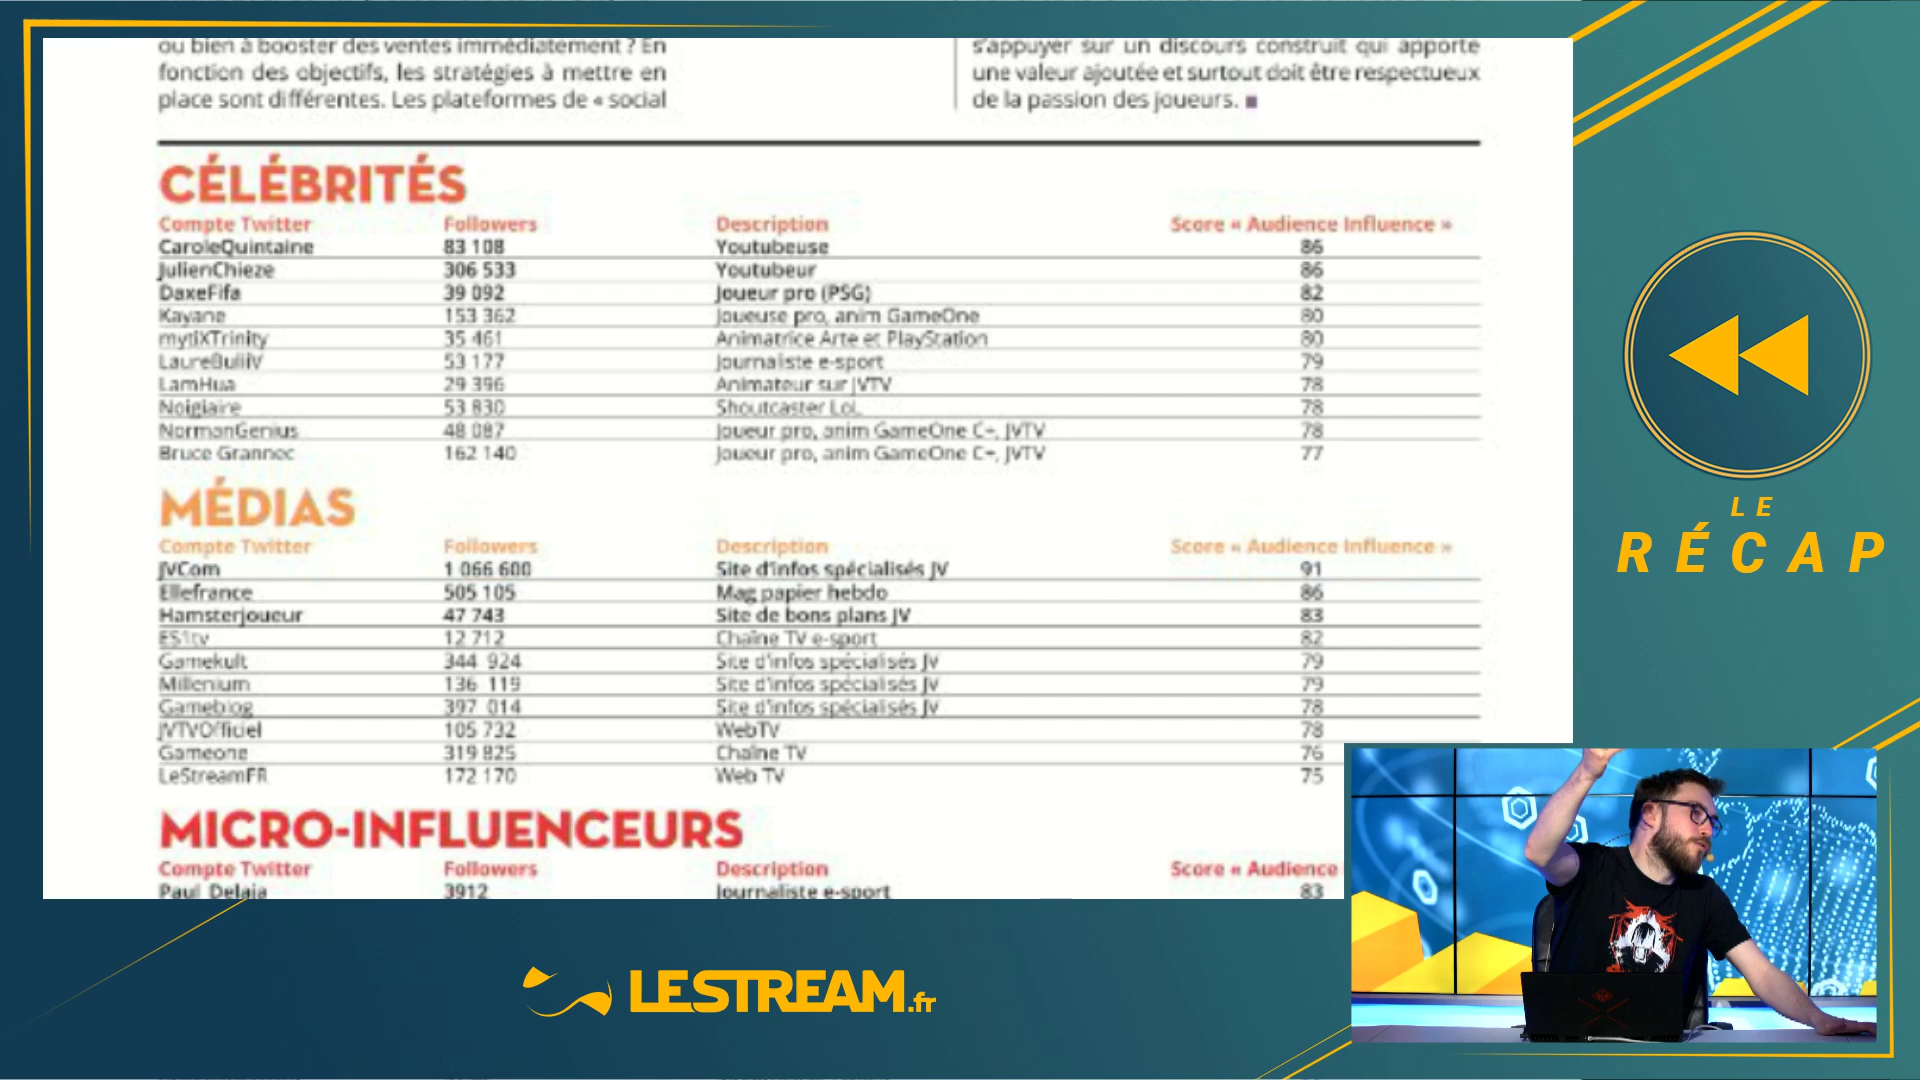 ou bien à booster des ventes immédiatement ? En
fonction des objectifs, les stratégies à mettre en
place sont différentes. Les plateformes de « social
s'appuyer sur un discours construit qui apporte
une valeur ajoutée et surtout doit être respectueux
de la passion des joueurs. ■
CÉLÉBRITÉS
Compte Twitter Followers Description Score « Audience Influence »
CaroleQuintaine 83 108 Youtubeuse 86
JulienChieze 306 533 Youtubeur 86
DaxeFifa 39 092 Joueur pro (PSG) 82
Kayane 153 362 Joueuse pro, anim GameOne 80
mytiXTrinity 35 461 Animatrice Arte et PlayStation 80
LaureBuliiV 53 177 Journaliste e-sport 79
LamHua 29 396 Animateur sur JVTV 78
Noigiaire 53 830 Shoutcaster LoL 78
NormanGenius 48 087 Joueur pro, anim GameOne C+, JVTV 78
Bruce Grannec 162 140 Joueur pro, anim GameOne C+, JVTV 77
MÉDIAS
Compte Twitter Followers Description Score « Audience Influence »
JVCom 1 066 600 Site d'infos spécialisés JV 91
Ellefrance 505 105 Mag papier hebdo 86
Hamsterjoueur 47 743 Site de bons plans JV 83
ES1tv 12 712 Chaîne TV e-sport 82
Gamekult 344 924 Site d'infos spécialisés JV 79
Millenium 136 119 Site d'infos spécialisés JV 79
Gameblog 397 014 Site d'infos spécialisés JV 78
JVTVOfficiel 105 732 WebTV 78
Gameone 319 825 Chaîne TV 76
LeStreamFR 172 170 Web TV 75
MICRO-INFLUENCEURS
Compte Twitter Followers Description Score « Audience
Paul_Delaia 3912 Journaliste e-sport 83
LE
RÉCAP
LESTREAM.fr